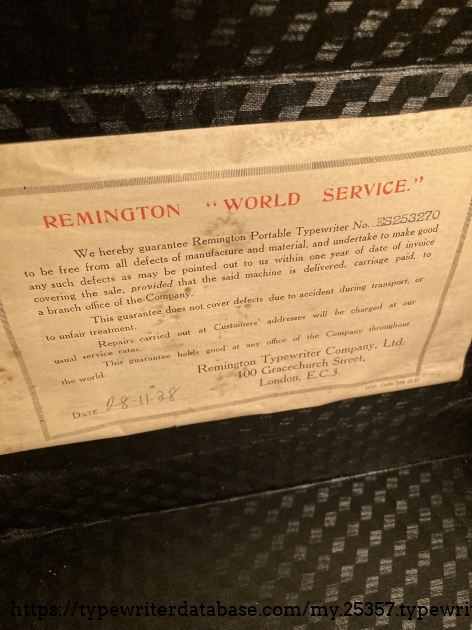 REMINGTON "WORLD SERVICE."
We hereby guarantee Remington Portable Typewriter No. ES253270
to be free from all defects of manufacture and material, and undertake to make good
any such defects as may be pointed out to us within one year of date of invoice
covering the sale, provided that the said machine is delivered, carriage paid, to
a branch office of the Company.
This guarantee does not cover defects due to accident during transport, or
to unfair treatment.
Repairs carried out at Customers' addresses will be charged at our
usual service rates.
This guarantee holds good at any office of the Company throughout
the world.
Remington Typewriter Company, Ltd.
100 Gracechurch Street,
London, E.C.3.
DATE 28-11-38
https://typewriterdatabase.com/my.25357.typewri